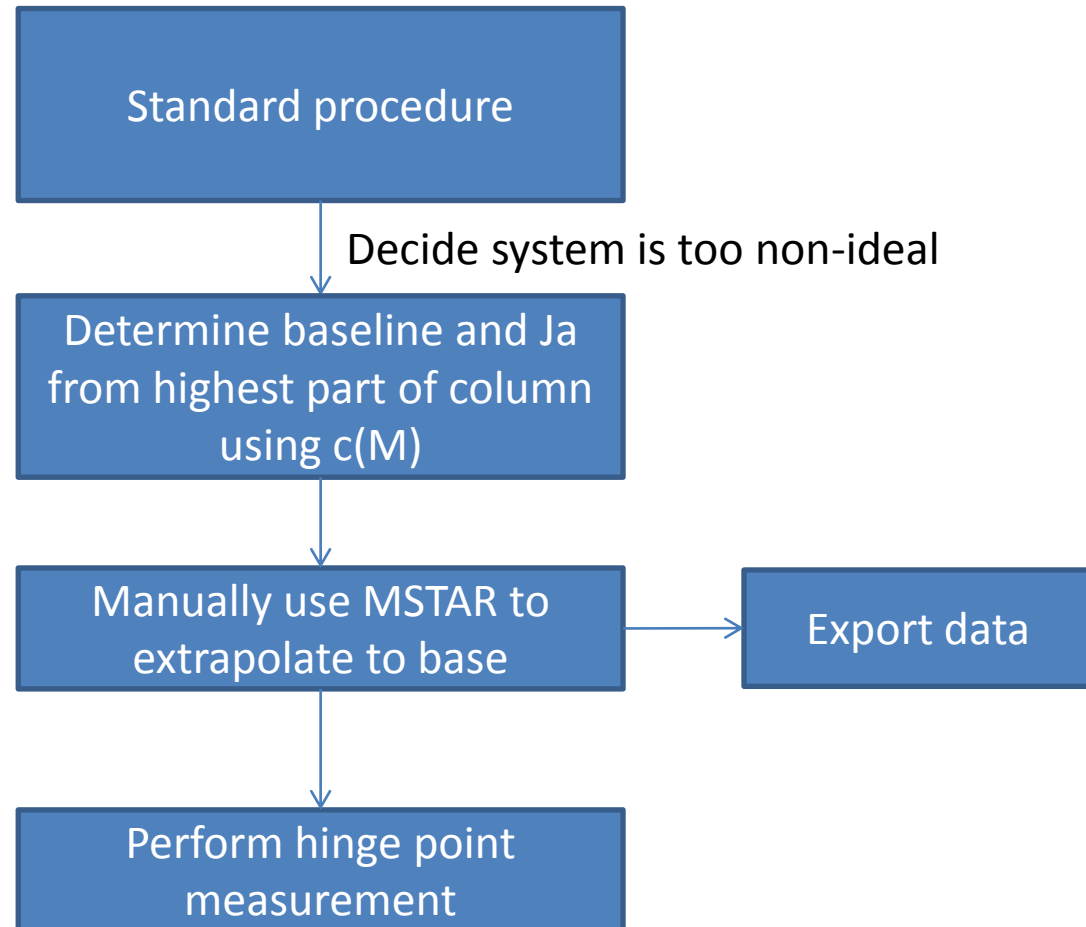 Standard procedure
Decide system is too non-ideal
Determine baseline and Ja
from highest part of column
using c(M)
Manually use MSTAR to
extrapolate to base
Export data
Perform hinge point
measurement